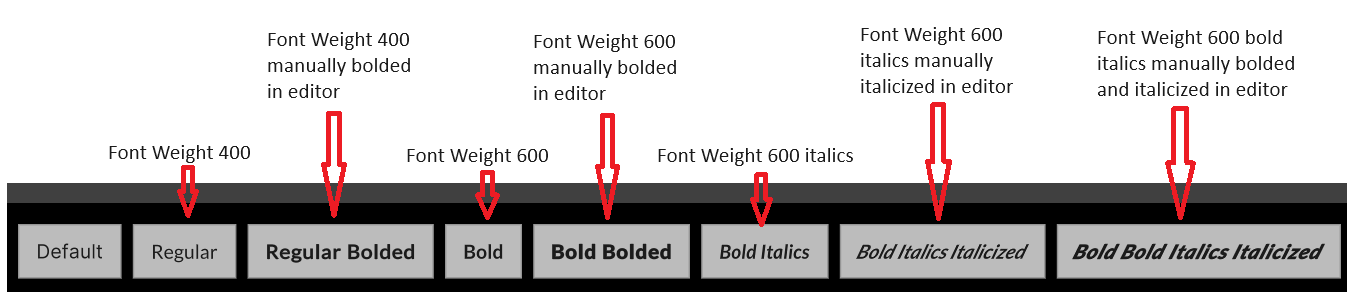 Font Weight 400
Font Weight 400
manually bolded
in editor
Font Weight 600
Font Weight 600
manually bolded
in editor
Font Weight 600 italics
Font Weight 600
italics manually
italicized in editor
Font Weight 600 bold
italics manually bolded
and italicized in editor
Default
Regular
Regular Bolded
Bold
Bold Bolded
Bold Italics
Bold Italics Italicized
Bold Bold Italics Italicized